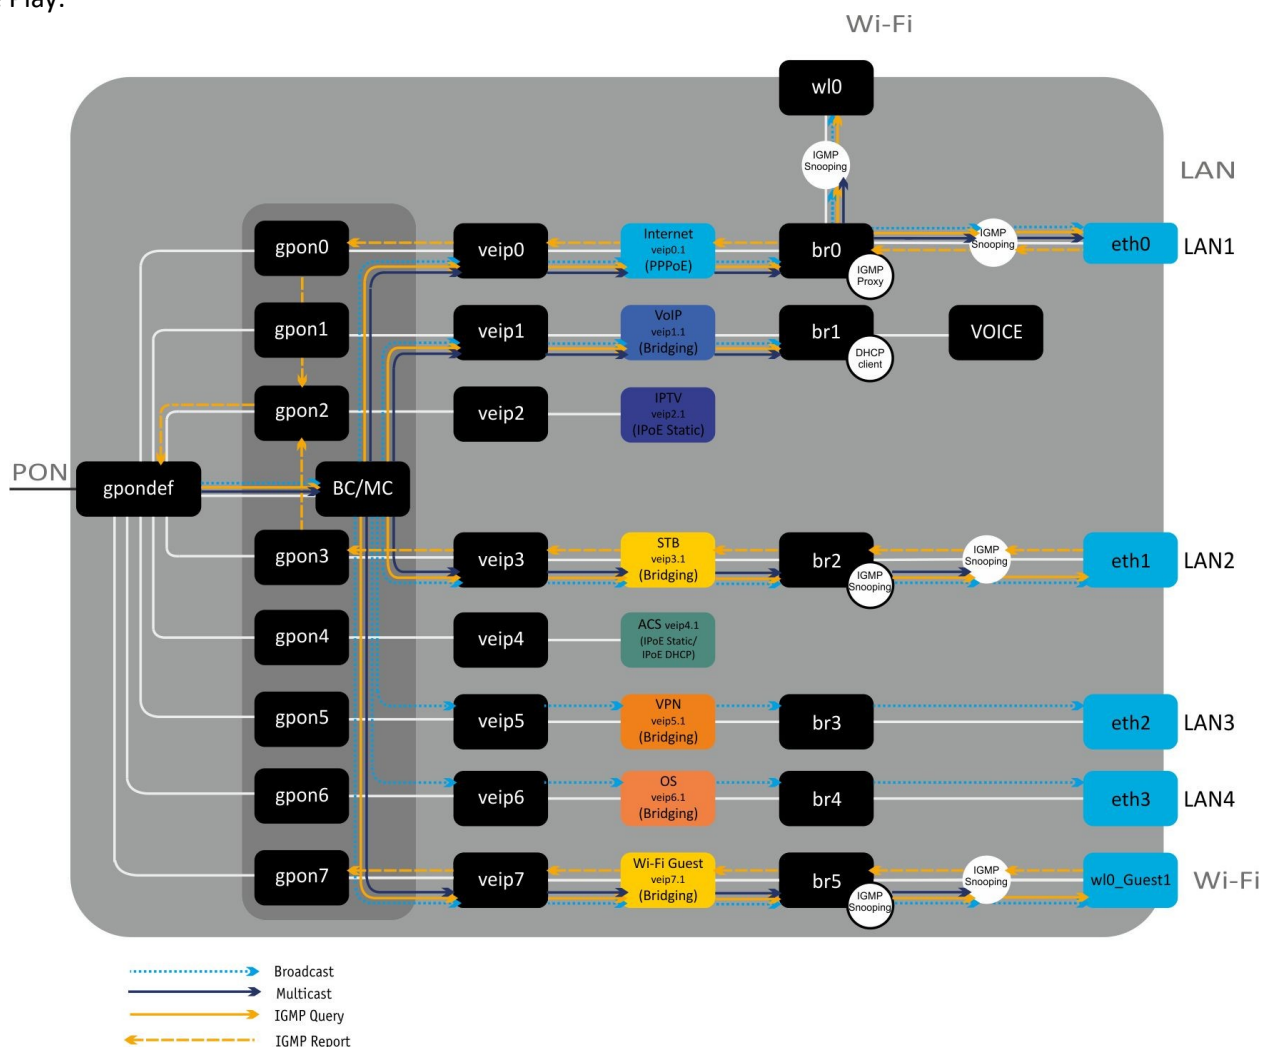 Play:
Wi-Fi
wl0
IGMP
Snooping
LAN
gpon0
veip0
Internet
veip0.1
(PPPoE)
br0
IGMP
Proxy
IGMP
Snooping
eth0
LAN1
gpon1
veip1
VoIP
veip1.1
(Bridging)
br1
DHCP
client
VOICE
gpon2
veip2
IPTV
veip2.1
(IPoE Static)
PON
gpondef
BC/MC
gpon3
veip3
STB
veip3.1
(Bridging)
br2
IGMP
Snooping
IGMP
Snooping
eth1
LAN2
gpon4
veip4
ACS veip4.1
(IPoE Static/
IPoE DHCP)
gpon5
veip5
VPN
veip5.1
(Bridging)
br3
eth2
LAN3
gpon6
veip6
OS
veip6.1
(Bridging)
br4
eth3
LAN4
gpon7
veip7
Wi-Fi Guest
veip7.1
(Bridging)
br5
IGMP
Snooping
IGMP
Snooping
wl0_Guest1
Wi-Fi
Broadcast
Multicast
IGMP Query
IGMP Report